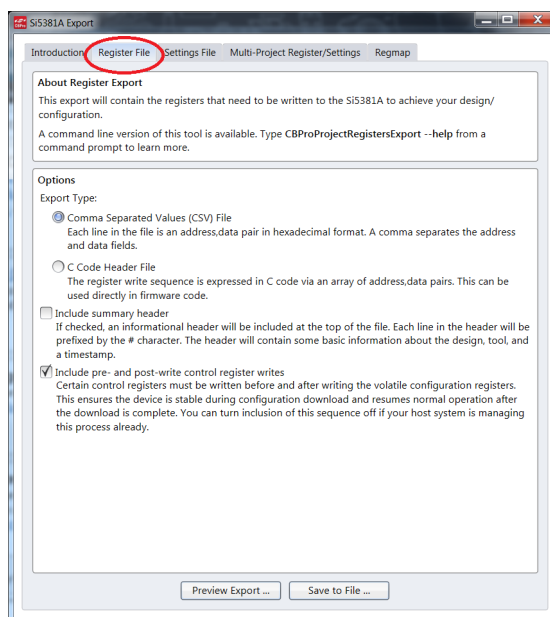 Si5381A Export
CBPro
Introduction Register File Settings File Multi-Project Register/Settings Regmap
About Register Export
This export will contain the registers that need to be written to the Si5381A to achieve your design/
configuration.
A command line version of this tool is available. Type CBProProjectRegistersExport --help from a
command prompt to learn more.
Options
Export Type:
Comma Separated Values (CSV) File
Each line in the file is an address,data pair in hexadecimal format. A comma separates the address
and data fields.
C Code Header File
The register write sequence is expressed in C code via an array of address,data pairs. This can be
used directly in firmware code.
Include summary header
If checked, an informational header will be included at the top of the file. Each line in the header will be
prefixed by the # character. The header will contain some basic information about the design, tool, and
a timestamp.
Include pre- and post-write control register writes
Certain control registers must be written before and after writing the volatile configuration registers.
This ensures the device is stable during configuration download and resumes normal operation after
the download is complete. You can turn inclusion of this sequence off if your host system is managing
this process already.
Preview Export ... Save to File ...